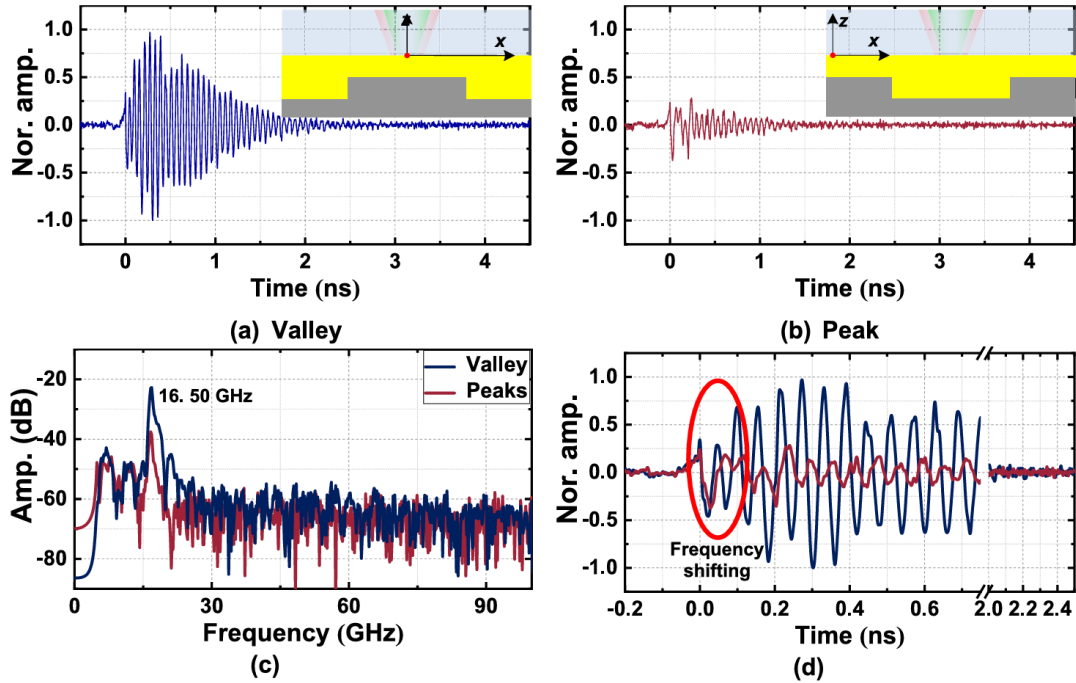 1.0
0.5
0.0
-0.5
-1.0
Nor. amp.
x
0 1 2 3 4
Time (ns)
(a) Valley
1.0
0.5
0.0
-0.5
-1.0
Nor. amp.
z
x
0 1 2 3 4
Time (ns)
(b) Peak
-20
-40
-60
-80
Amp. (dB)
16. 50 GHz
Valley
Peaks
0 30 60 90
Frequency (GHz)
(c)
1.0
0.5
0.0
-0.5
-1.0
Nor. amp.
Frequency
shifting
-0.2 0.0 0.2 0.4 0.6 2.0 2.2 2.4
Time (ns)
(d)